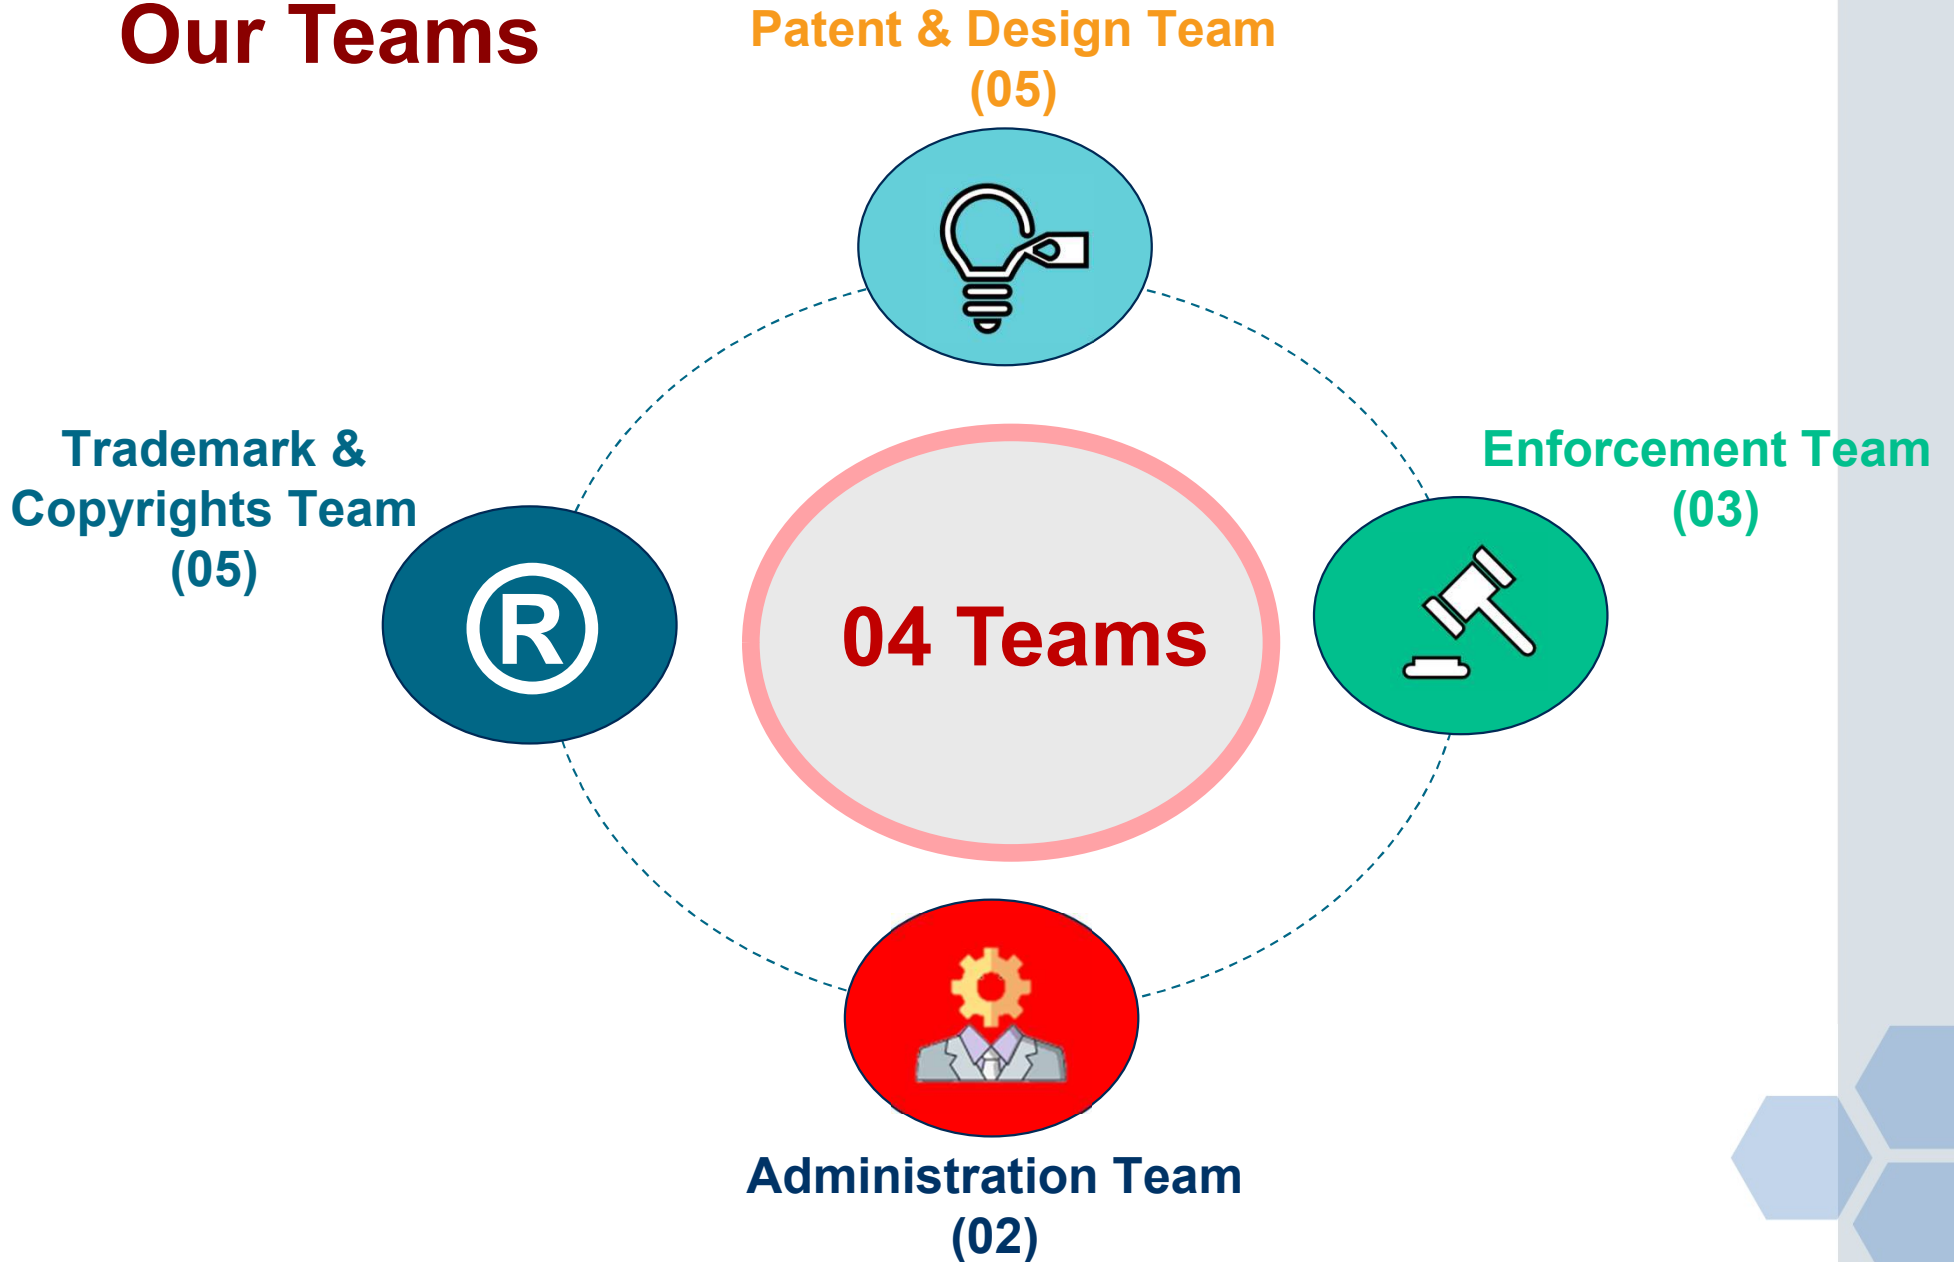 Our Teams
Patent & Design Team
(05)
Trademark &
Copyrights Team
(05)
Enforcement Team
(03)
®
04 Teams
Administration Team
(02)